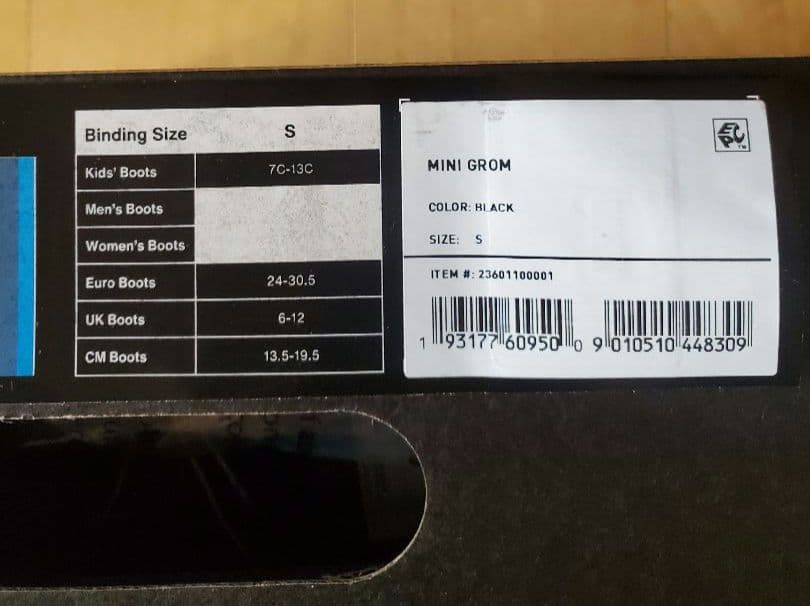 Binding Size S
Kids' Boots 7C-13C
Men's Boots
Women's Boots
Euro Boots 24-30.5
UK Boots 6-12
CM Boots 13.5-19.5
MINI GROM
COLOR: BLACK
SIZE: S
ITEM #: 23601100001
1 93177 60950 0
9 010510 448309